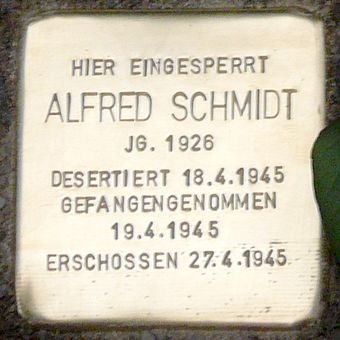 HIER EINGESPERRT
ALFRED SCHMIDT
JG. 1926
DESERTIERT 18.4.1945
GEFANGENGENOMMEN
19.4.1945
ERSCHOSSEN 27.4.1945